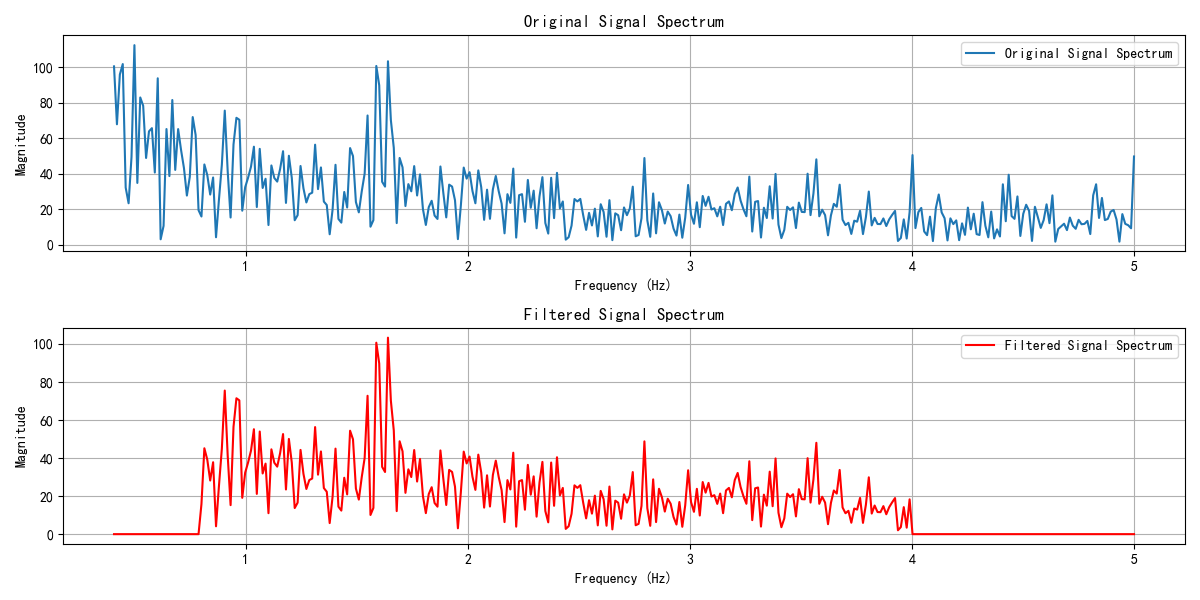 Original Signal Spectrum
Original Signal Spectrum
Magnitude
100
80
60
40
20
0
1
2
3
4
5
Frequency (Hz)
Filtered Signal Spectrum
Filtered Signal Spectrum
Magnitude
100
80
60
40
20
0
1
2
3
4
5
Frequency (Hz)